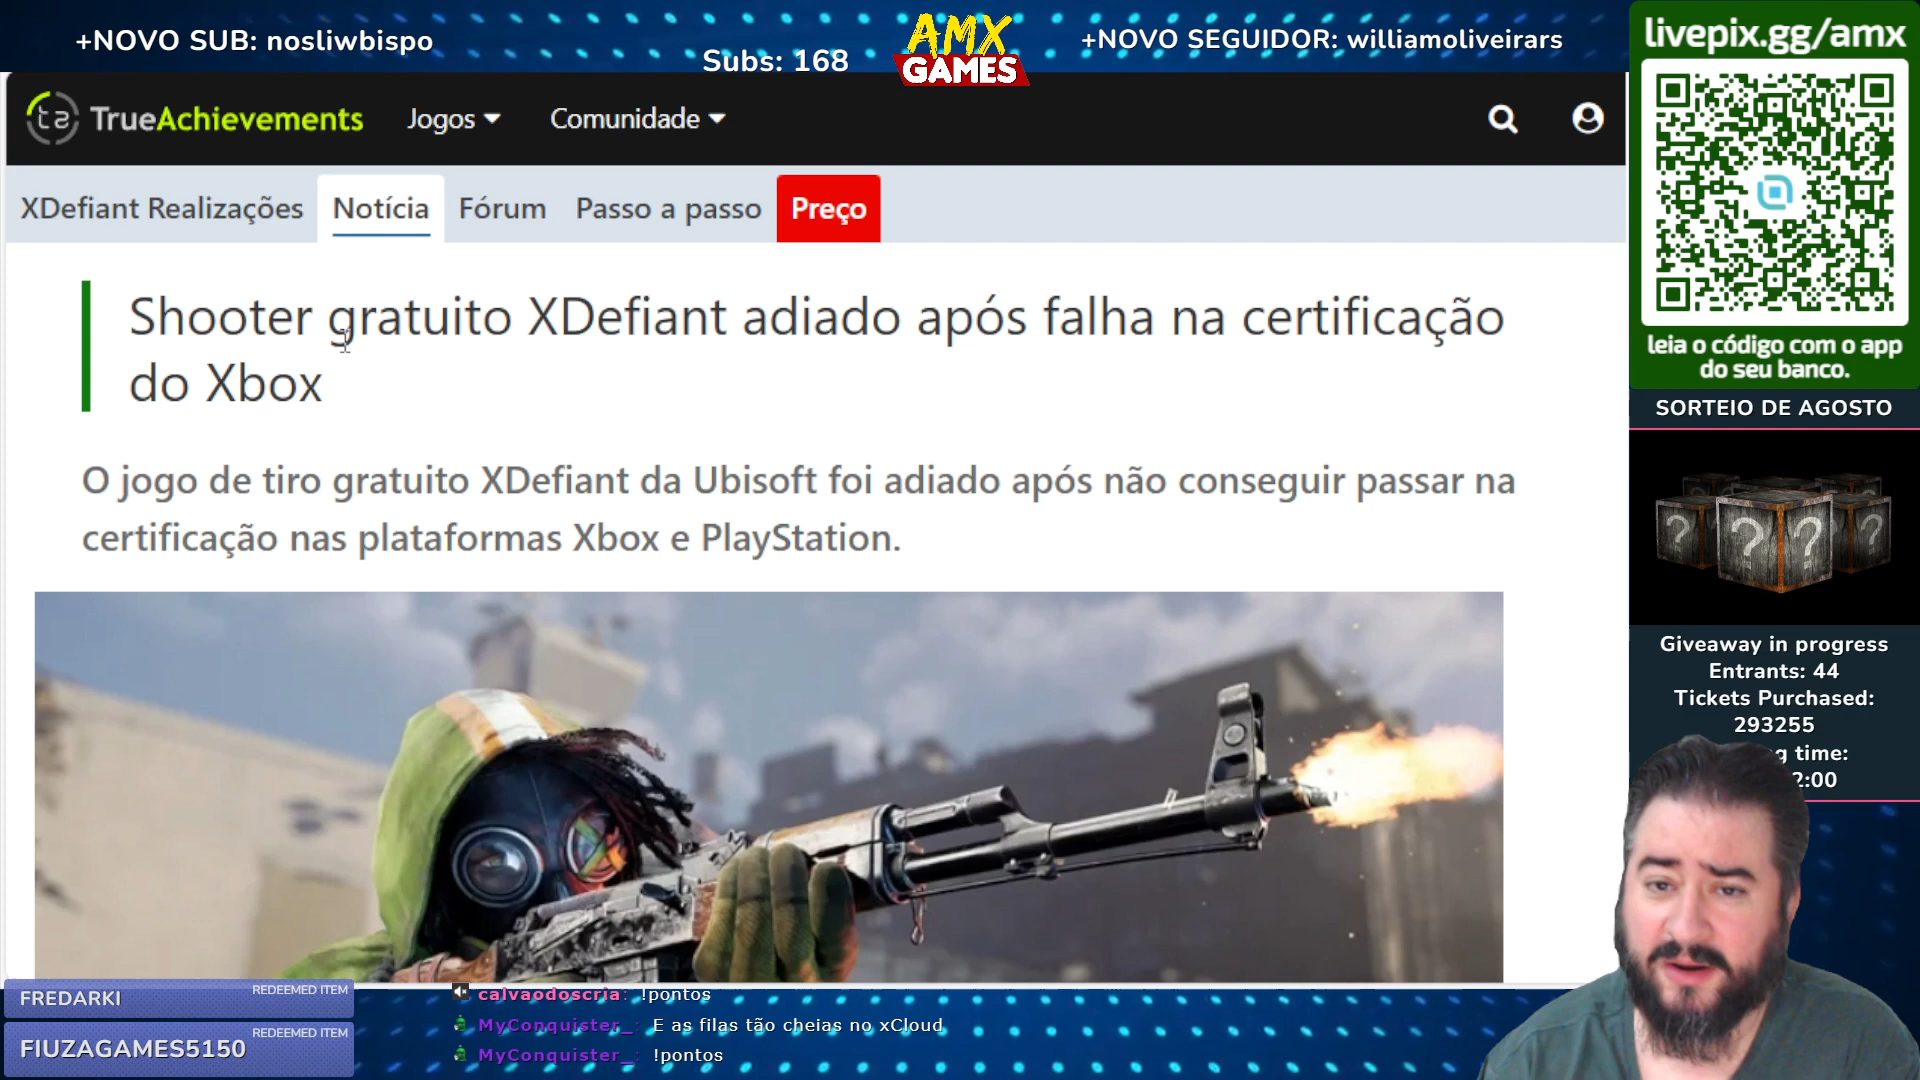 +NOVO SUB: nosliwbispo
Subs: 168
AMX
GAMES
+NOVO SEGUIDOR: williamoliveirars
livepix.gg/amx
ta TrueAchievements
Jogos
Comunidade
XDefiant Realizações
Notícia
Fórum
Passo a passo
Preço
Shooter gratuito XDefiant adiado após falha na certificação
do Xbox
O jogo de tiro gratuito XDefiant da Ubisoft foi adiado após não conseguir passar na
certificação nas plataformas Xbox e PlayStation.
leia o código com o app
do seu banco.
SORTEIO DE AGOSTO
? ? ? ?
Giveaway in progress
Entrants: 44
Tickets Purchased:
293255
g time:
2:00
FREDARKI
REDEEMED ITEM
FIUZAGAMES5150
REDEEMED ITEM
calvaodoscria: !pontos
MyConquister_: E as filas tão cheias no xCloud
MyConquister_: !pontos